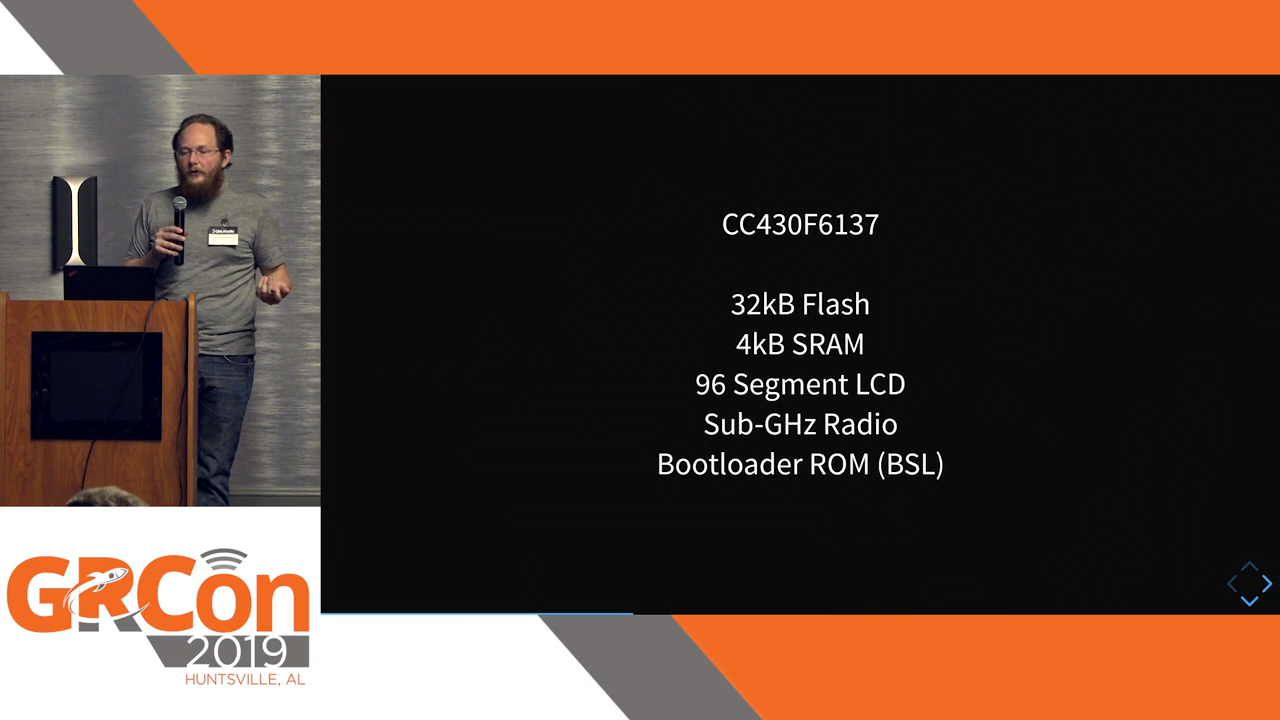 CC430F6137
32kB Flash
4kB SRAM
96 Segment LCD
Sub-GHz Radio
Bootloader ROM (BSL)
GRCon
2019
HUNTSVILLE, AL